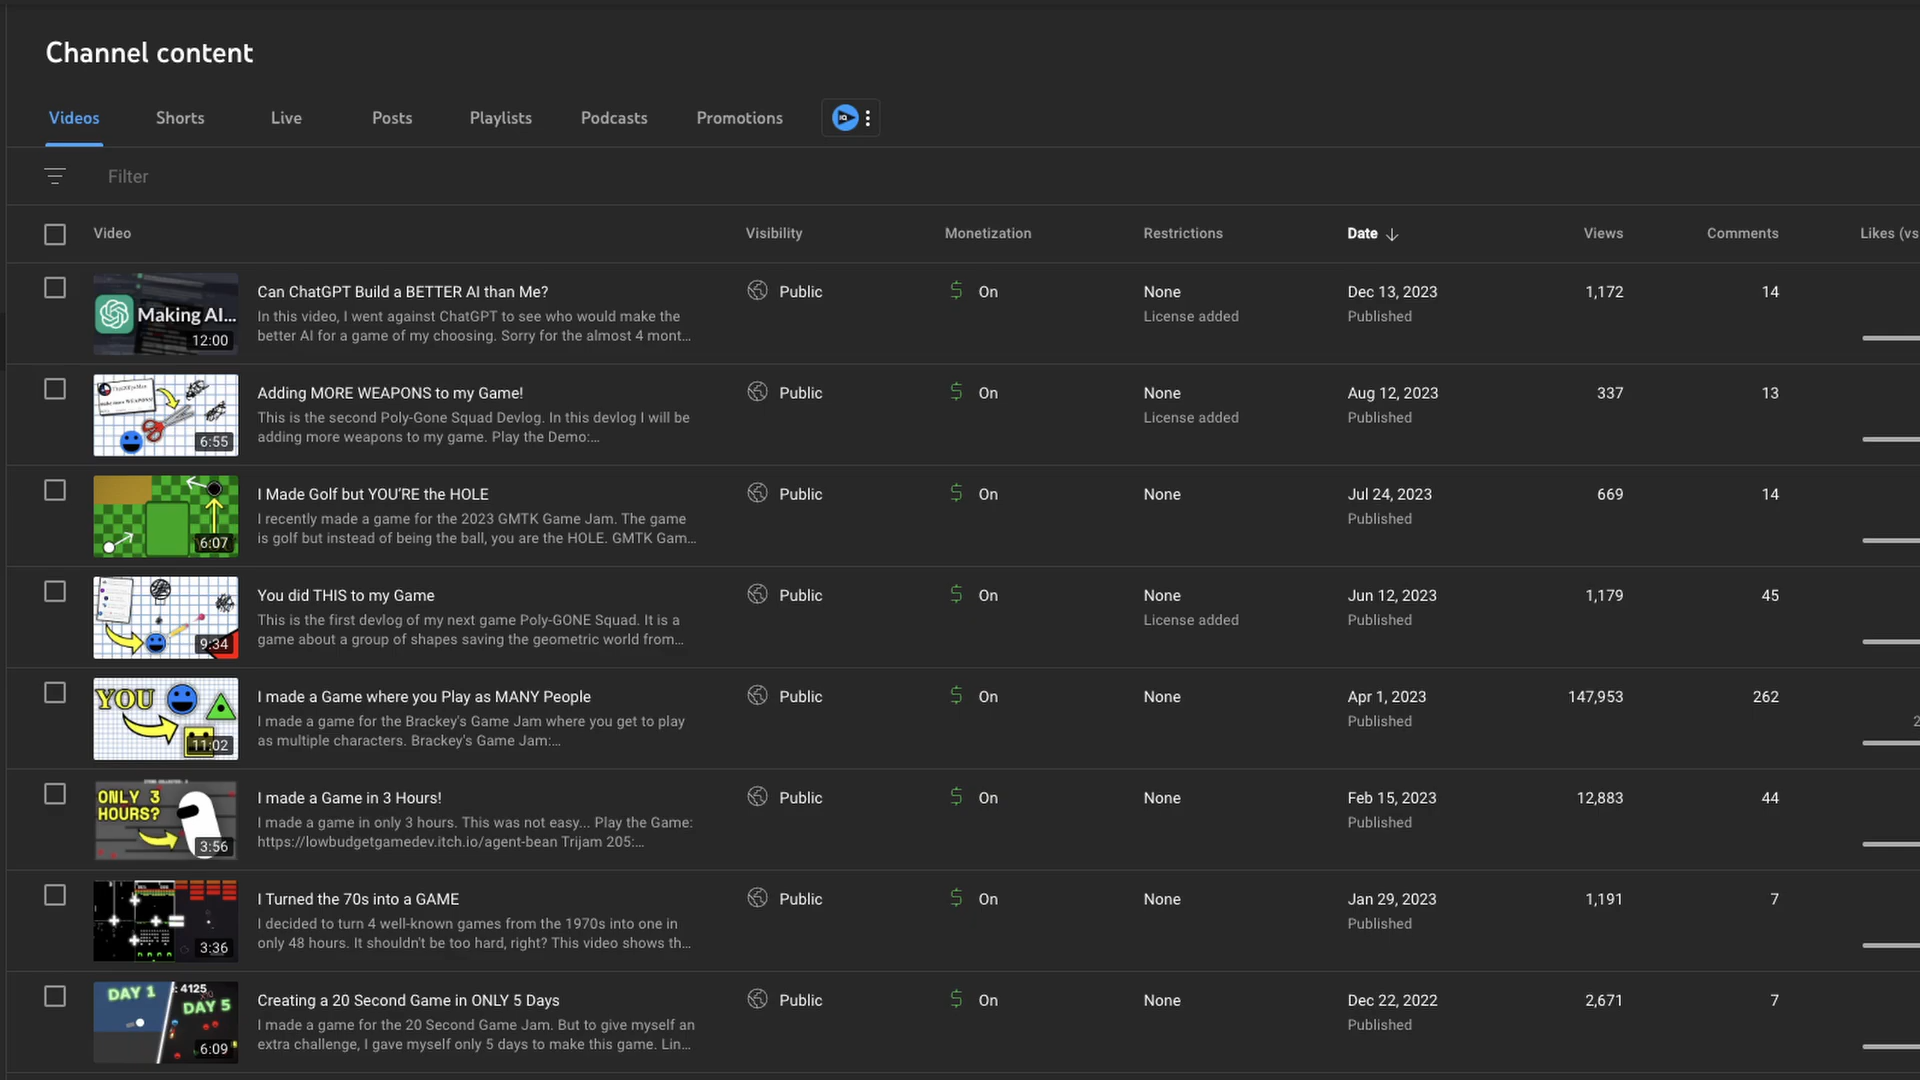 Channel content
Videos Shorts Live Posts Playlists Podcasts Promotions IQ
Filter
Video Visibility Monetization Restrictions Date Views Comments Likes (vs
Making AI...
12:00
Can ChatGPT Build a BETTER AI than Me? Public On None Dec 13, 2023 1,172 14
In this video, I went against ChatGPT to see who would make the License added Published
better AI for a game of my choosing. Sorry for the almost 4 mont…
6:55
Adding MORE WEAPONS to my Game! Public On None Aug 12, 2023 337 13
This is the second Poly-Gone Squad Devlog. In this devlog I will be License added Published
adding more weapons to my game. Play the Demo:…
6:07
I Made Golf but YOU'RE the HOLE Public On None Jul 24, 2023 669 14
I recently made a game for the 2023 GMTK Game Jam. The game Published
is golf but instead of being the ball, you are the HOLE. GMTK Gam…
9:34
You did THIS to my Game Public On None Jun 12, 2023 1,179 45
This is the first devlog of my next game Poly-GONE Squad. It is a License added Published
game about a group of shapes saving the geometric world from…
YOU
11:02
I made a Game where you Play as MANY People Public On None Apr 1, 2023 147,953 262
I made a game for the Brackey's Game Jam where you get to play Published 2
as multiple characters. Brackey's Game Jam:…
ONLY 3
HOURS?
3:56
I made a Game in 3 Hours! Public On None Feb 15, 2023 12,883 44
I made a game in only 3 hours. This was not easy... Play the Game: Published
https://lowbudgetgamedev.itch.io/agent-bean Trijam 205:…
3:36
I Turned the 70s into a GAME Public On None Jan 29, 2023 1,191 7
I decided to turn 4 well-known games from the 1970s into one in Published
only 48 hours. It shouldn't be too hard, right? This video shows th…
DAY 1 : 4125
DAY 5
6:09
Creating a 20 Second Game in ONLY 5 Days Public On None Dec 22, 2022 2,671 7
I made a game for the 20 Second Game Jam. But to give myself an Published
extra challenge, I gave myself only 5 days to make this game. Lin…